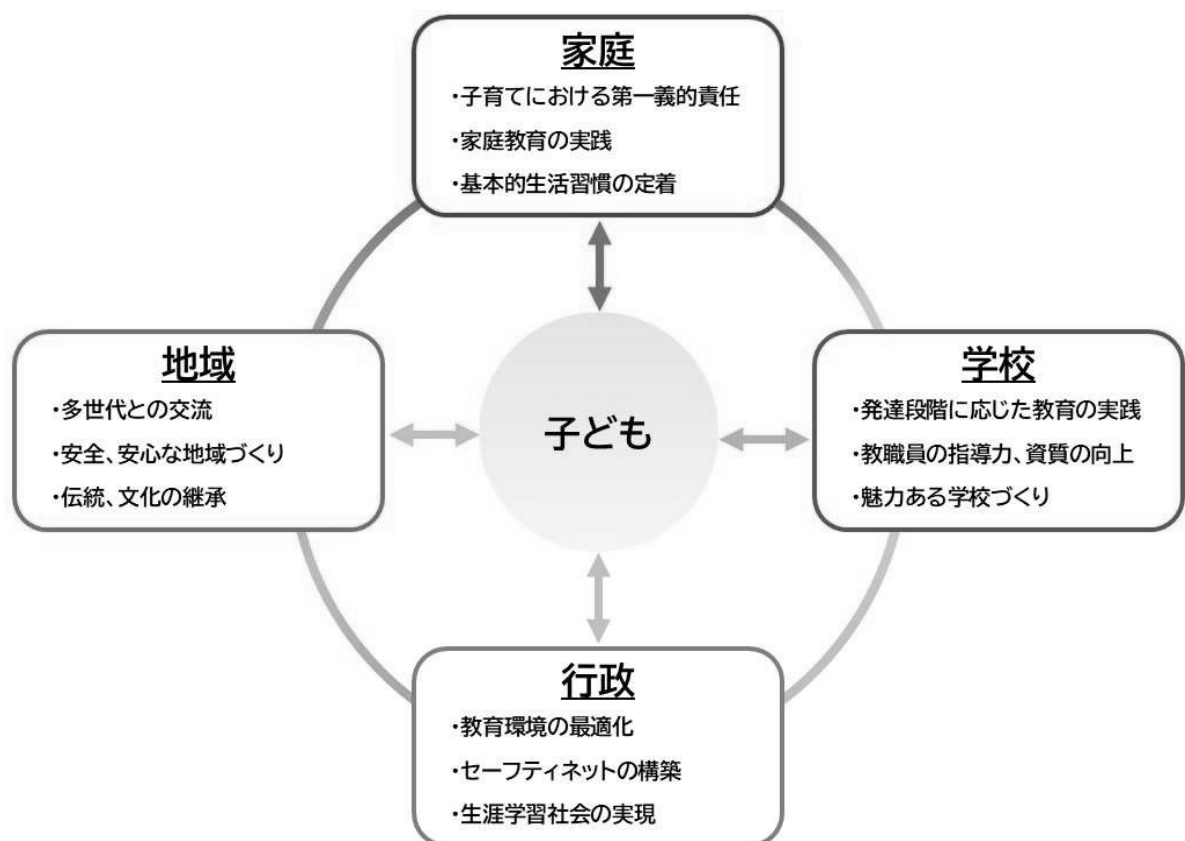 家庭
・子育てにおける第一義的責任
・家庭教育の実践
・基本的生活習慣の定着
地域
・多世代との交流
・安全、安心な地域づくり
・伝統、文化の継承
子ども
学校
・発達段階に応じた教育の実践
・教職員の指導力、資質の向上
・魅力ある学校づくり
行政
・教育環境の最適化
・セーフティネットの構築
・生涯学習社会の実現